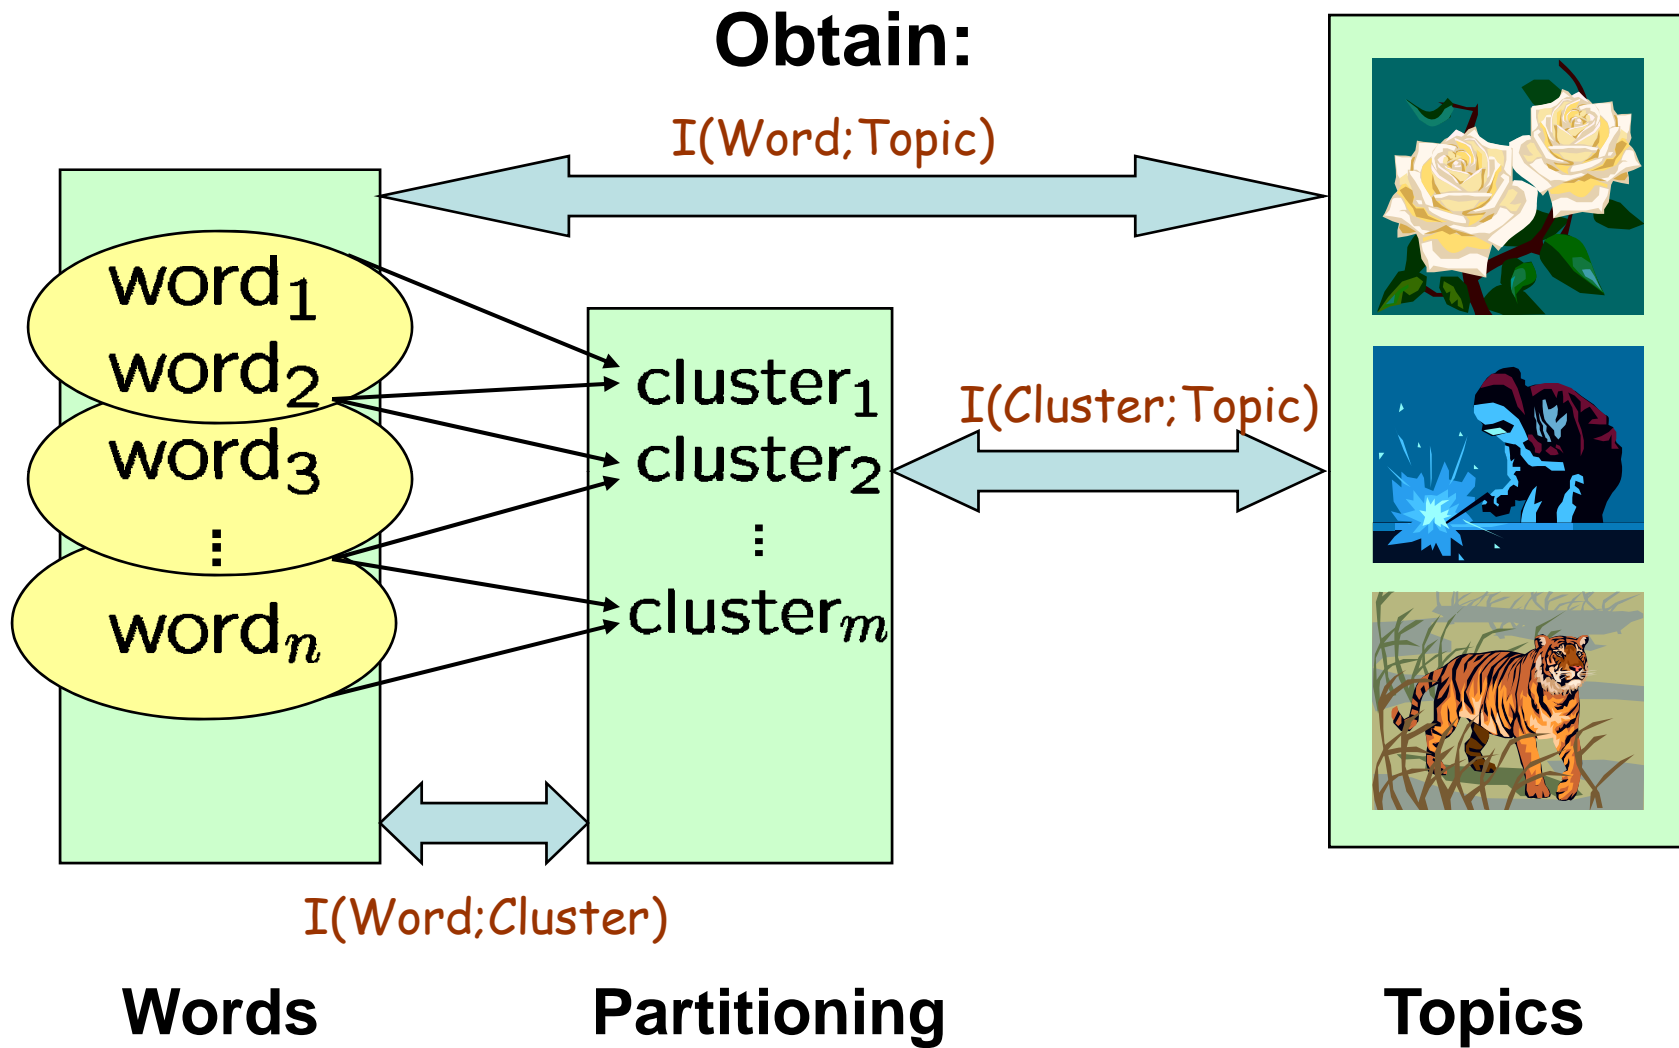 Obtain:
I(Word;Topic)
word₁
word₂
word₃
⋮
wordₙ
cluster₁
cluster₂
⋮
clusterₘ
I(Cluster;Topic)
I(Word;Cluster)
Words
Partitioning
Topics